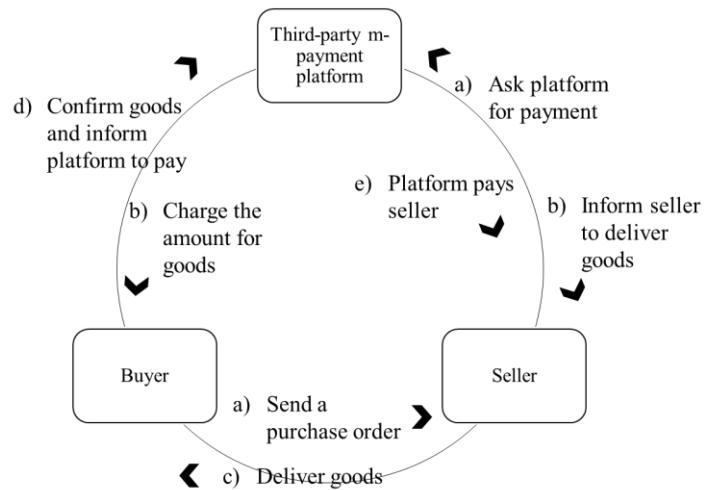 Third-party m-
payment
platform
a) Ask platform
for payment
d) Confirm goods
and inform
platform to pay
e) Platform pays
seller
b) Charge the
amount for
goods
b) Inform seller
to deliver
goods
Buyer
Seller
a) Send a
purchase order
c) Deliver goods